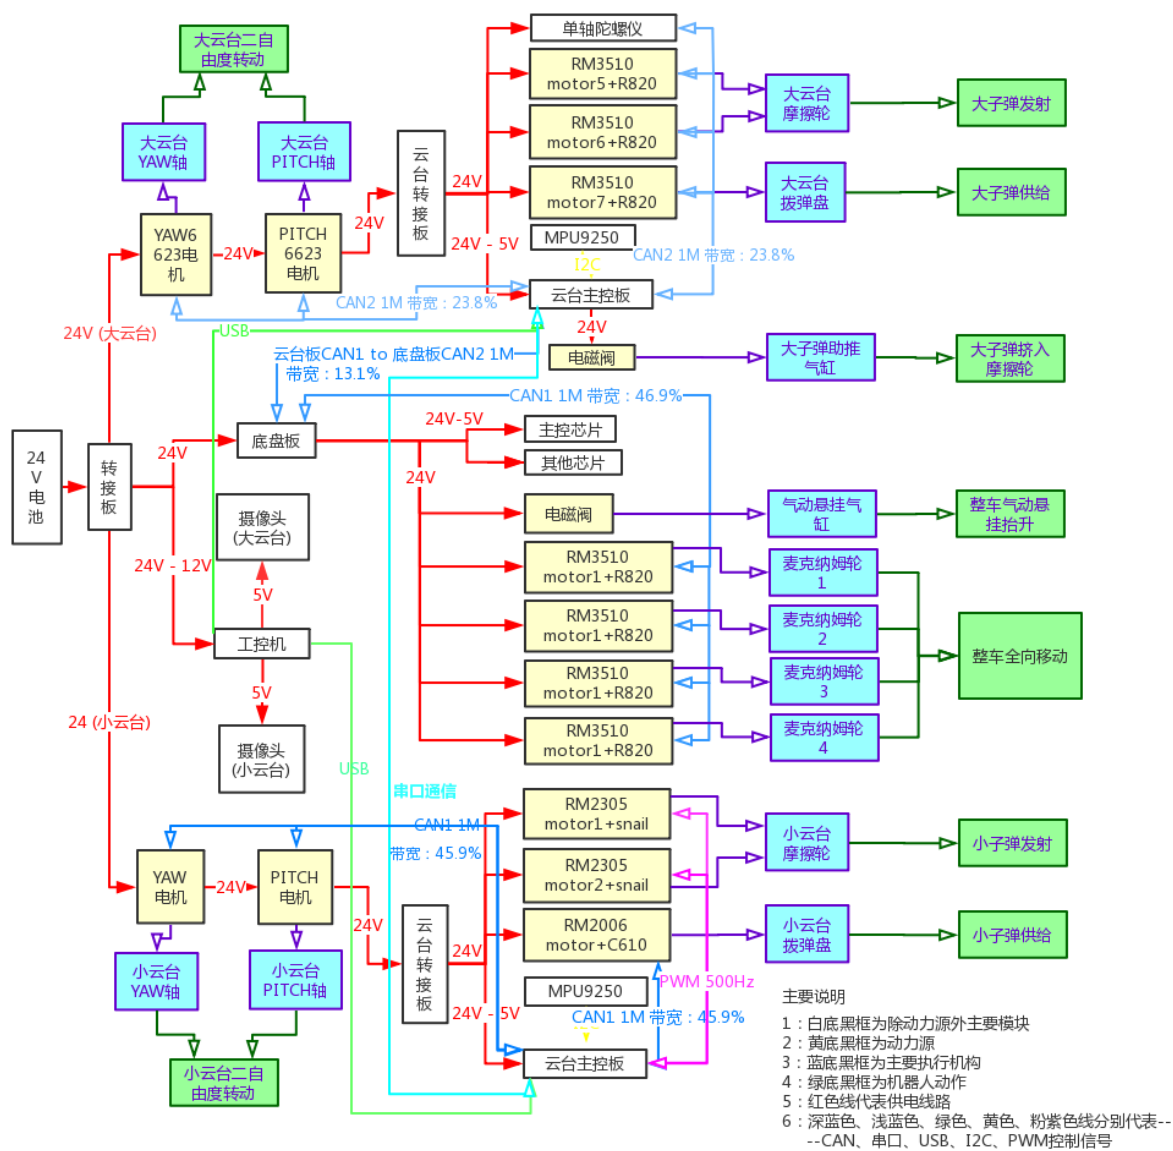 大云台二自
由度转动
单轴陀螺仪
RM3510
motor5+R820
大云台
摩擦轮
大子弹发射
RM3510
motor6+R820
大云台
YAW轴
大云台
PITCH轴
云
台
转
接
板
24V
RM3510
motor7+R820
大云台
拨弹盘
大子弹供给
24V
YAW6
623电
机
24V
PITCH
6623
电机
24V - 5V
MPU9250
I2C
CAN2 1M 带宽：23.8%
云台主控板
CAN2 1M 带宽：23.8%
24V (大云台)
USB
24V
电磁阀
大子弹助推
气缸
大子弹挤入
摩擦轮
云台板CAN1 to 底盘板CAN2 1M
带宽：13.1%
CAN1 1M 带宽：46.9%
24V-5V
主控芯片
底盘板
其他芯片
24V
24V
24
V
电
池
转
接
板
摄像头
(大云台)
电磁阀
气动悬挂气
缸
整车气动悬
挂抬升
24V - 12V
5V
RM3510
motor1+R820
麦克纳姆轮
1
RM3510
motor1+R820
麦克纳姆轮
2
工控机
整车全向移动
5V
RM3510
motor1+R820
麦克纳姆轮
3
24 (小云台)
RM3510
motor1+R820
麦克纳姆轮
4
摄像头
(小云台)
USB
串口通信
RM2305
motor1+snail
小云台
摩擦轮
小子弹发射
CAN1 1M
带宽：45.9%
RM2305
motor2+snail
YAW
电机
24V
PITCH
电机
24V
云
台
转
接
板
24V
RM2006
motor+C610
小云台
拨弹盘
小子弹供给
小云台
YAW轴
小云台
PITCH轴
MPU9250
PWM 500Hz
24V - 5V
CAN1 1M 带宽：45.9%
云台主控板
小云台二自
由度转动
主要说明
1：白底黑框为除动力源外主要模块
2：黄底黑框为动力源
3：蓝底黑框为主要执行机构
4：绿底黑框为机器人动作
5：红色线代表供电线路
6：深蓝色、浅蓝色、绿色、黄色、粉紫色线分别代表--
--CAN、串口、USB、I2C、PWM控制信号